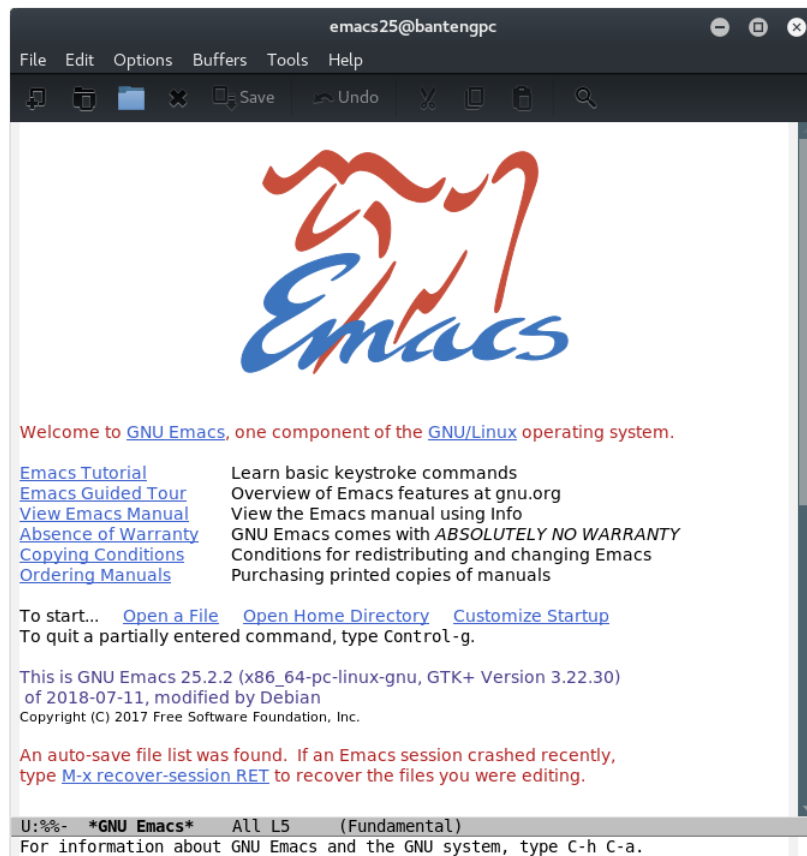 emacs25@bantengpc
File Edit Options Buffers Tools Help
Save Undo
Emacs
Welcome to GNU Emacs, one component of the GNU/Linux operating system.
Emacs Tutorial Learn basic keystroke commands
Emacs Guided Tour Overview of Emacs features at gnu.org
View Emacs Manual View the Emacs manual using Info
Absence of Warranty GNU Emacs comes with ABSOLUTELY NO WARRANTY
Copying Conditions Conditions for redistributing and changing Emacs
Ordering Manuals Purchasing printed copies of manuals
To start... Open a File Open Home Directory Customize Startup
To quit a partially entered command, type Control-g.
This is GNU Emacs 25.2.2 (x86_64-pc-linux-gnu, GTK+ Version 3.22.30)
of 2018-07-11, modified by Debian
Copyright (C) 2017 Free Software Foundation, Inc.
An auto-save file list was found. If an Emacs session crashed recently,
type M-x recover-session RET to recover the files you were editing.
U:%%- *GNU Emacs* All L5 (Fundamental)
For information about GNU Emacs and the GNU system, type C-h C-a.